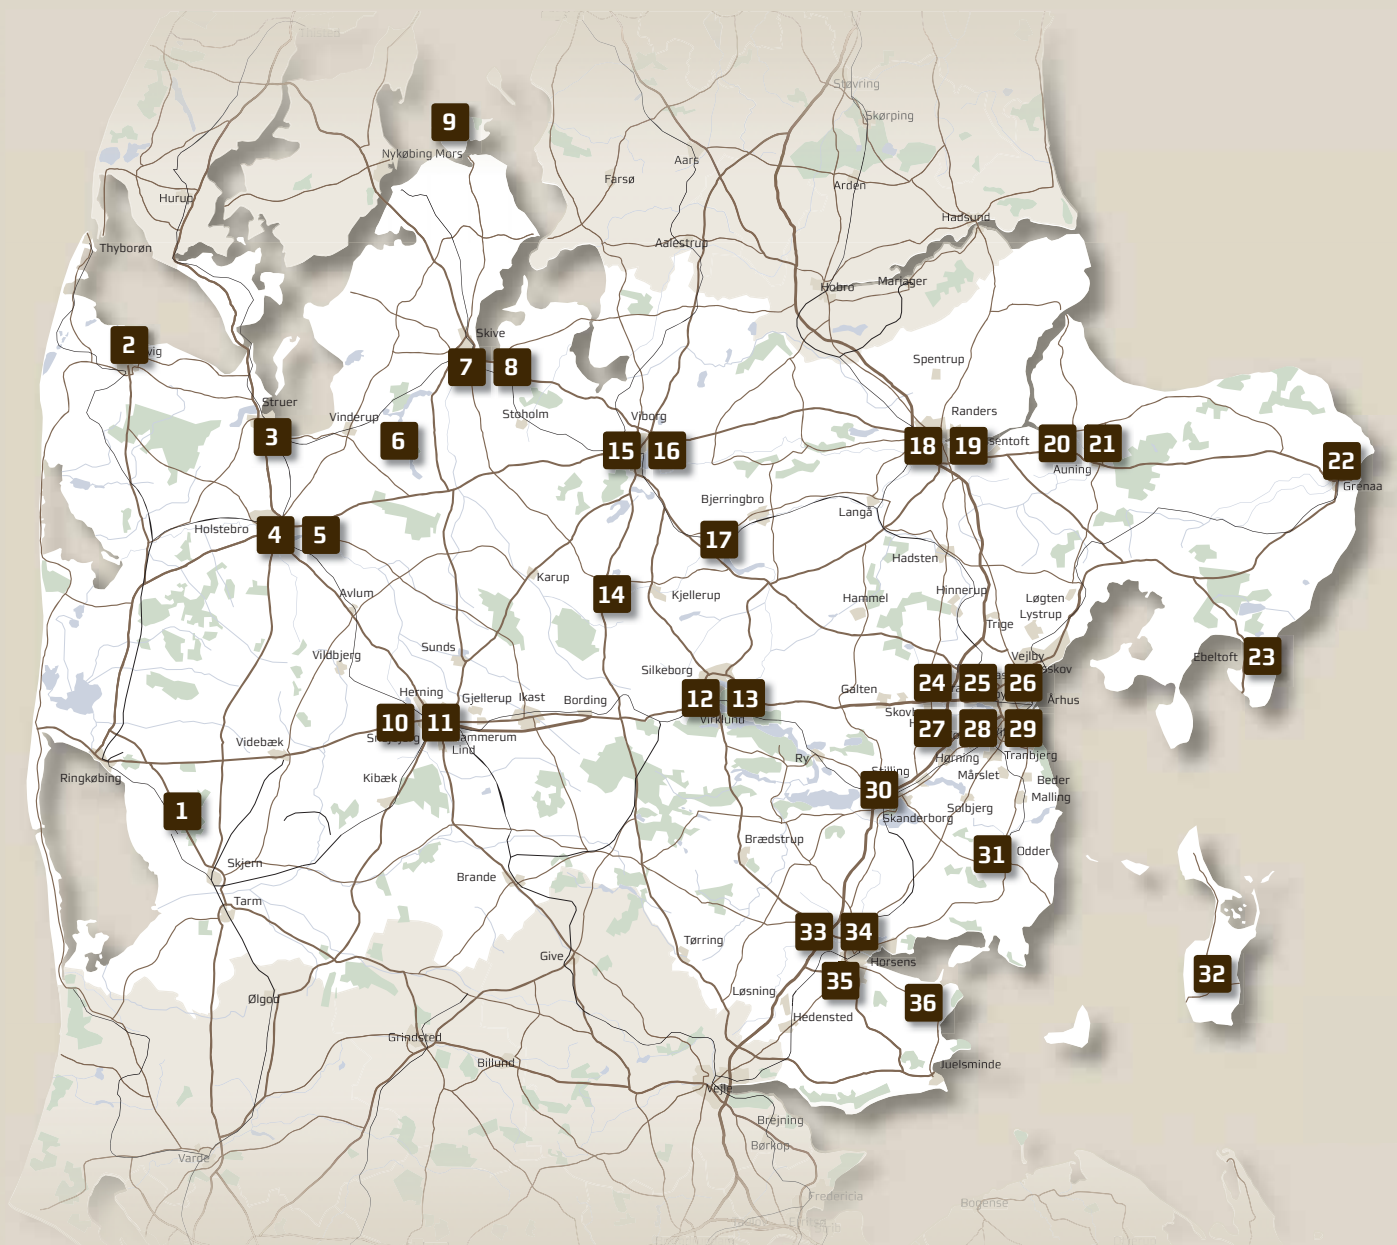 Støvring
Skørping
9
Nykøbing Mors
Aars
Farsø
Arden
Hurup
Hadsund
Thyborøn
Aalestrup
Hobro
Mariager
2
vig
Skive
7
8
Spentrup
Struer
Vinderup
Stoholm
Viborg
Randers
3
6
15
16
18
19
sentoft
20
21
Auning
22
Grenaa
Holstebro
4
5
Bjerringbro
Langå
17
Hadsten
Karup
14
Kjellerup
Avlum
Hammel
Hinnerup
Løgten
Lystrup
Trige
Sunds
Vildbjerg
Vejlby
skov
Ebeltoft
23
Silkeborg
24
25
26
Herning
Gjellerup
Ikast
Bording
12
13
Virklund
Galten
Århus
10
11
ammerum
Lind
Skovl
27
28
29
Videbæk
Ry
Hørning
Tranbjerg
Ringkøbing
Kibæk
Stilling
Mårslet
Beder
Malling
30
1
Solbjerg
Skanderborg
Brædstrup
31
Odder
Skjern
Brande
Tarm
33
34
Tørring
Give
Horsens
32
35
36
Ølgod
Løsning
Hedensted
Grindsted
Billund
Juelsminde
Vejle
Brejning
Børkop
Varde
Fredericia
Bogense